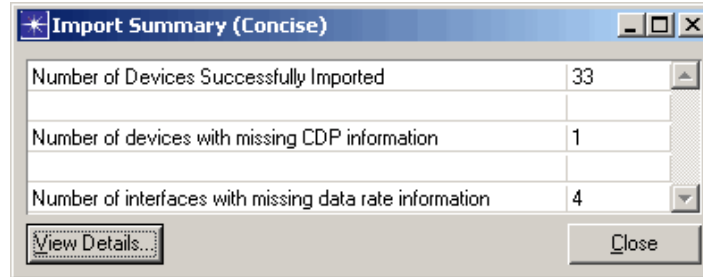 Import Summary (Concise)
Number of Devices Successfully Imported 33
Number of devices with missing CDP information 1
Number of interfaces with missing data rate information 4
View Details... Close